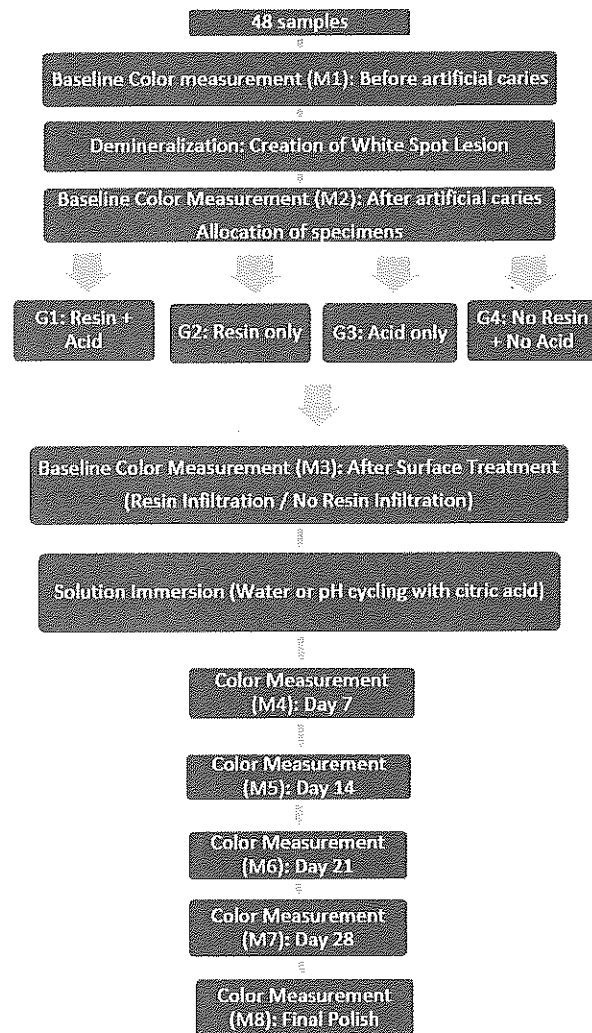 48 samples
Baseline Color measurement (M1): Before artificial caries
Demineralization: Creation of White Spot Lesion
Baseline Color Measurement (M2): After artificial caries
Allocation of specimens
G1: Resin +
Acid
G2: Resin only
G3: Acid only
G4: No Resin
+ No Acid
Baseline Color Measurement (M3): After Surface Treatment
(Resin Infiltration / No Resin Infiltration)
Solution Immersion (Water or pH cycling with citric acid)
Color Measurement
(M4): Day 7
Color Measurement
(M5): Day 14
Color Measurement
(M6): Day 21
Color Measurement
(M7): Day 28
Color Measurement
(M8): Final Polish